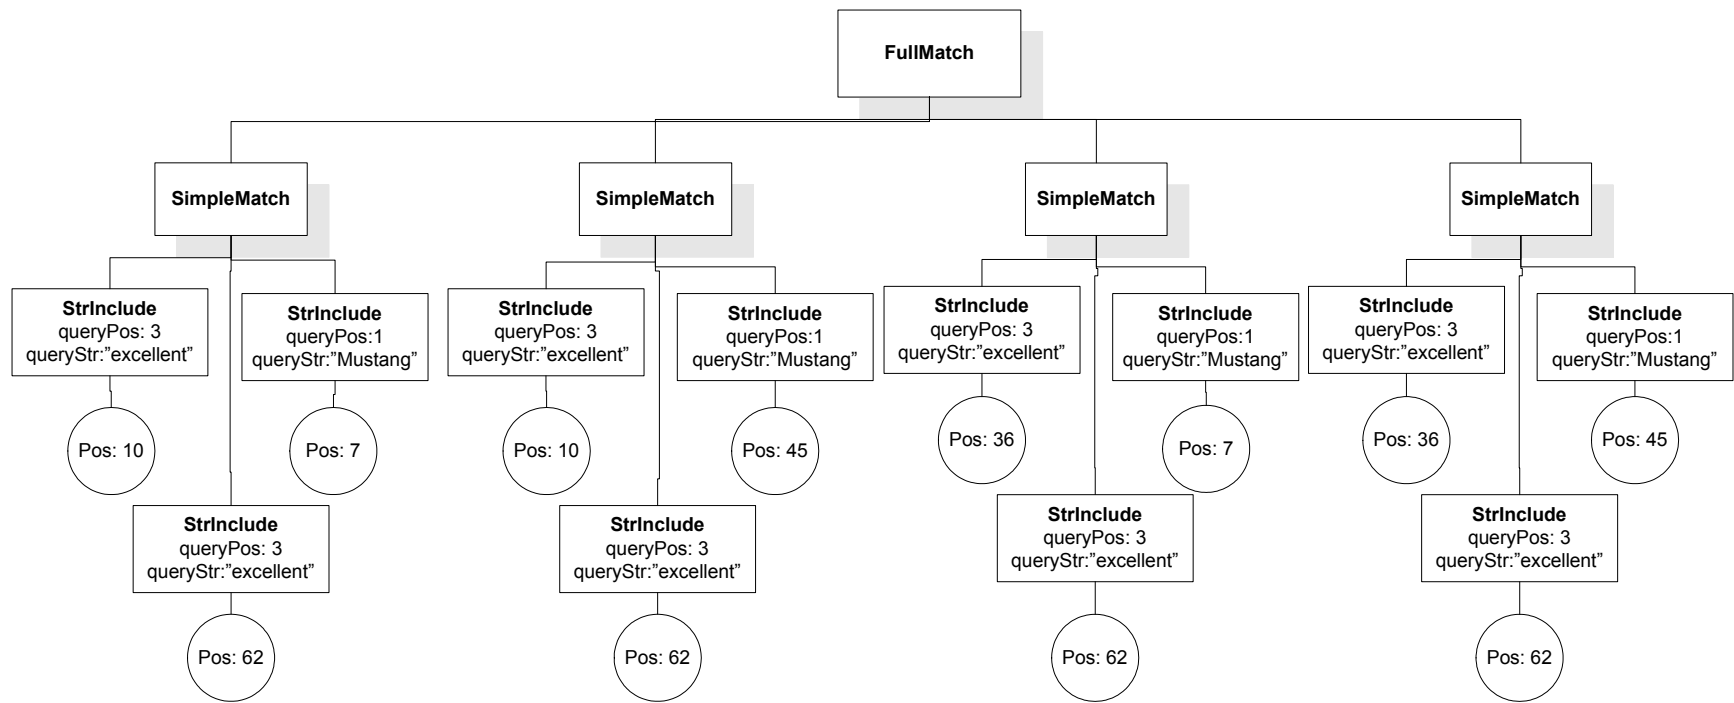 FullMatch
SimpleMatch
SimpleMatch
SimpleMatch
SimpleMatch
StrInclude
queryPos: 3
queryStr:”excellent”
StrInclude
queryPos:1
queryStr:”Mustang”
StrInclude
queryPos: 3
queryStr:”excellent”
StrInclude
queryPos:1
queryStr:”Mustang”
StrInclude
queryPos: 3
queryStr:”excellent”
StrInclude
queryPos:1
queryStr:”Mustang”
StrInclude
queryPos: 3
queryStr:”excellent”
StrInclude
queryPos:1
queryStr:”Mustang”
Pos: 10
Pos: 7
Pos: 10
Pos: 45
Pos: 36
Pos: 7
Pos: 36
Pos: 45
StrInclude
queryPos: 3
queryStr:”excellent”
StrInclude
queryPos: 3
queryStr:”excellent”
StrInclude
queryPos: 3
queryStr:”excellent”
StrInclude
queryPos: 3
queryStr:”excellent”
Pos: 62
Pos: 62
Pos: 62
Pos: 62